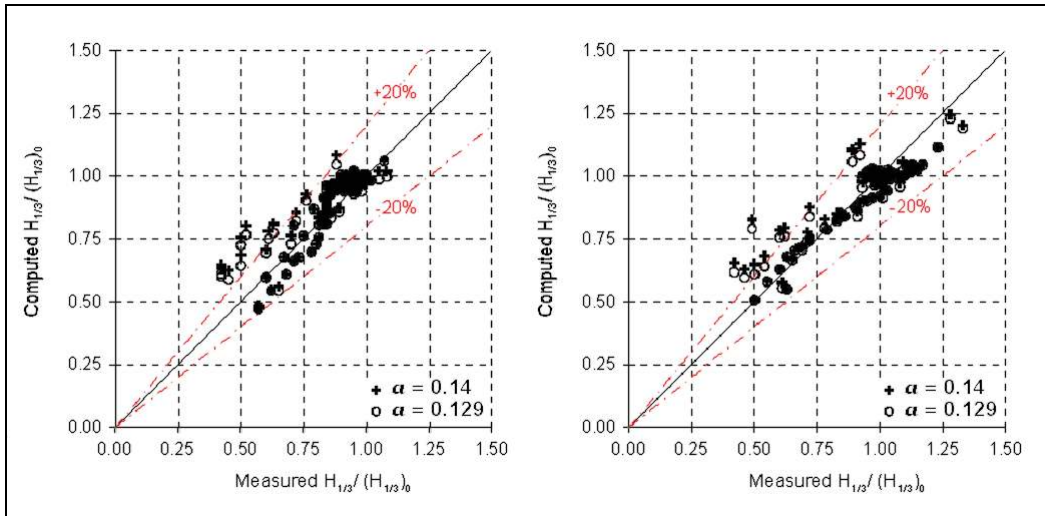 1.50
+20%
1.25
1.00
-20%
0.75
0.50
0.25
a = 0.14
a = 0.129
0.00
0.00 0.25 0.50 0.75 1.00 1.25 1.50
Computed H1/3/ (H1/3)0
Measured H1/3/ (H1/3)0
1.50
+20%
1.25
1.00
-20%
0.75
0.50
0.25
a = 0.14
a = 0.129
0.00
0.00 0.25 0.50 0.75 1.00 1.25 1.50
Computed H1/3/ (H1/3)0
Measured H1/3/ (H1/3)0